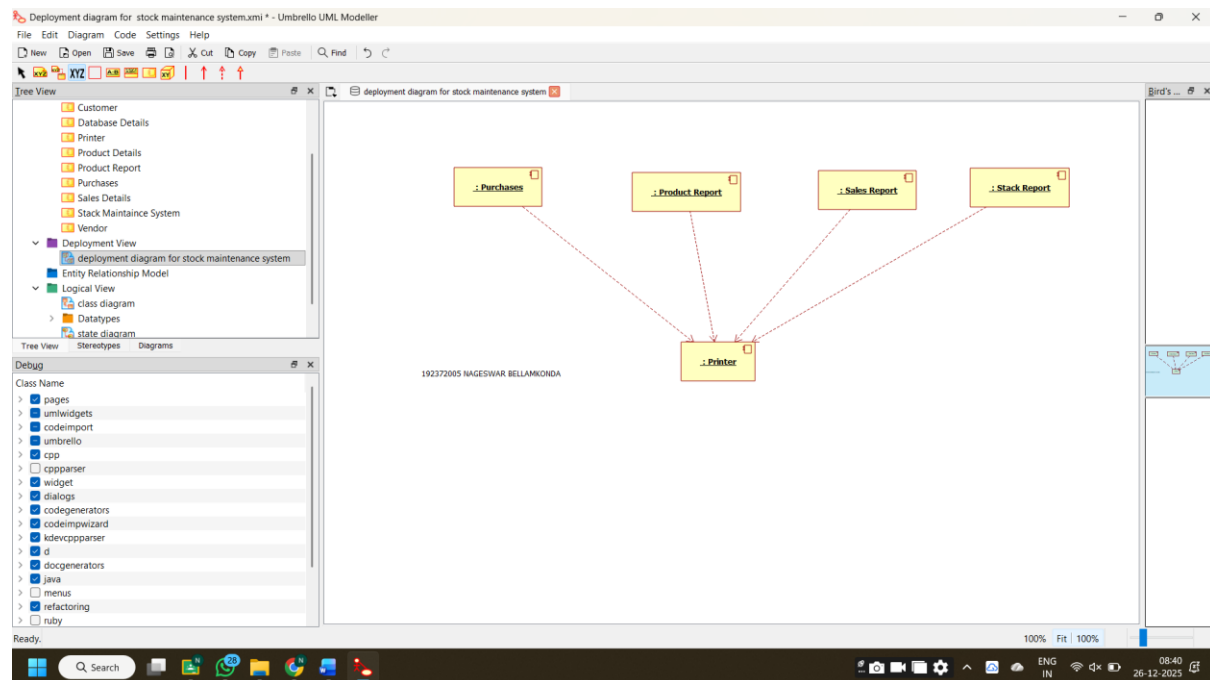 Deployment diagram for stock maintenance system.xmi * - Umbrello UML Modeller
File Edit Diagram Code Settings Help
New Open Save Cut Copy Paste Find
XYZ A:B
Tree View
deployment diagram for stock maintenance system
Bird's ...
Customer
Database Details
Printer
Product Details
Product Report
Purchases
Sales Details
Stack Maintaince System
Vendor
Deployment View
deployment diagram for stock maintenance system
Entity Relationship Model
Logical View
class diagram
Datatypes
state diagram
Tree View Stereotypes Diagrams
: Purchases
: Product Report
: Sales Report
: Stack Report
: Printer
192372005 NAGESWAR BELLAMKONDA
Debug
Class Name
pages
umlwidgets
codeimport
umbrello
cpp
cppparser
widget
dialogs
codegenerators
codeimpwizard
kdevcppparser
d
docgenerators
java
menus
refactoring
ruby
Ready.
100% Fit 100%
Search
28
ENG
IN
08:40
26-12-2025